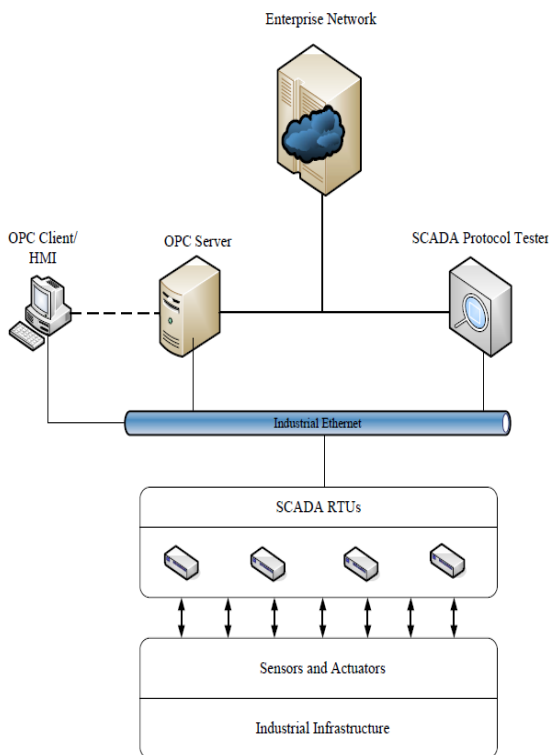 Enterprise Network
OPC Client/
HMI
OPC Server
SCADA Protocol Tester
Industrial Ethernet
SCADA RTUs
Sensors and Actuators
Industrial Infrastructure